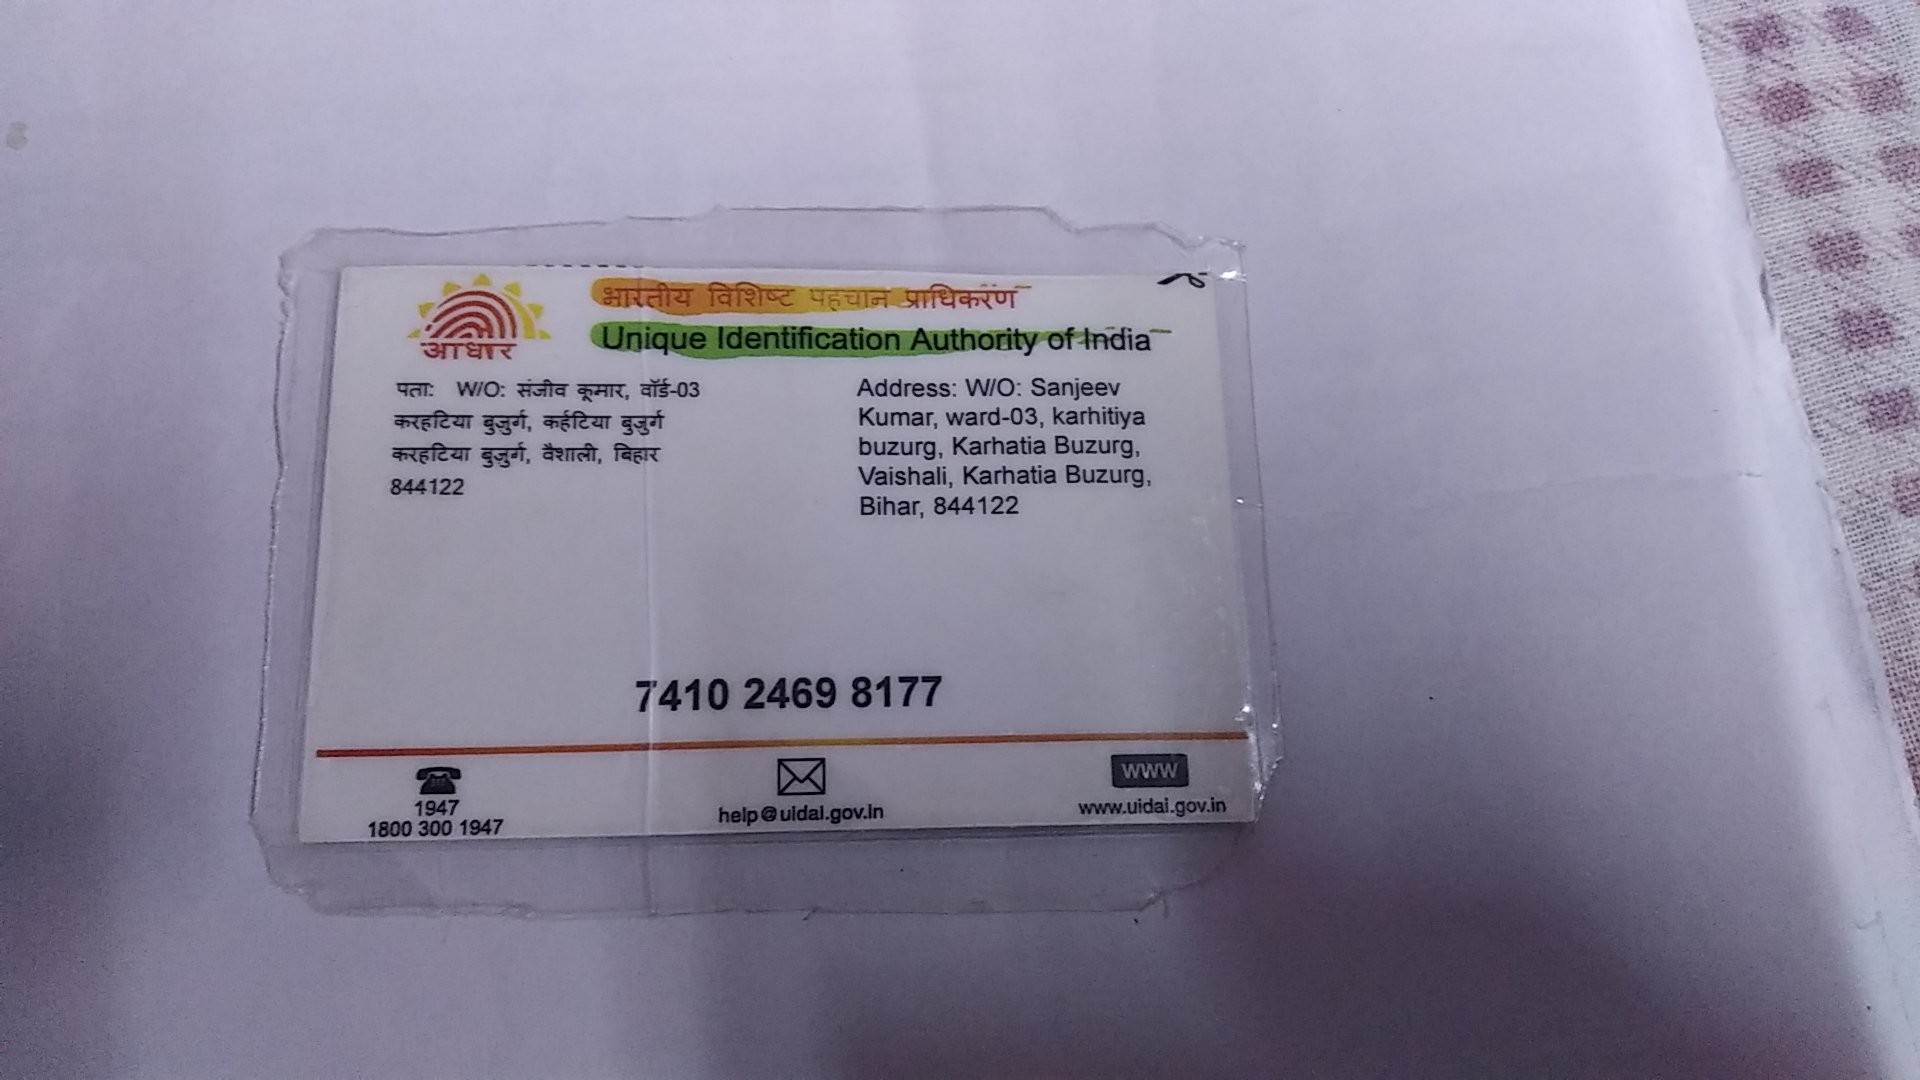 आधार
भारतीय विशिष्ट पहचान प्राधिकरण
Unique Identification Authority of India
पता: W/O: संजीव कूमार, वॉर्ड-03
करहटिया बुज़ुर्ग, कर्हटिया बुज़ुर्ग
करहटिया बुज़ुर्ग, वैशाली, बिहार
844122
Address: W/O: Sanjeev
Kumar, ward-03, karhitiya
buzurg, Karhatia Buzurg,
Vaishali, Karhatia Buzurg,
Bihar, 844122
7410 2469 8177
1947
1800 300 1947
help@uidai.gov.in
www
www.uidai.gov.in